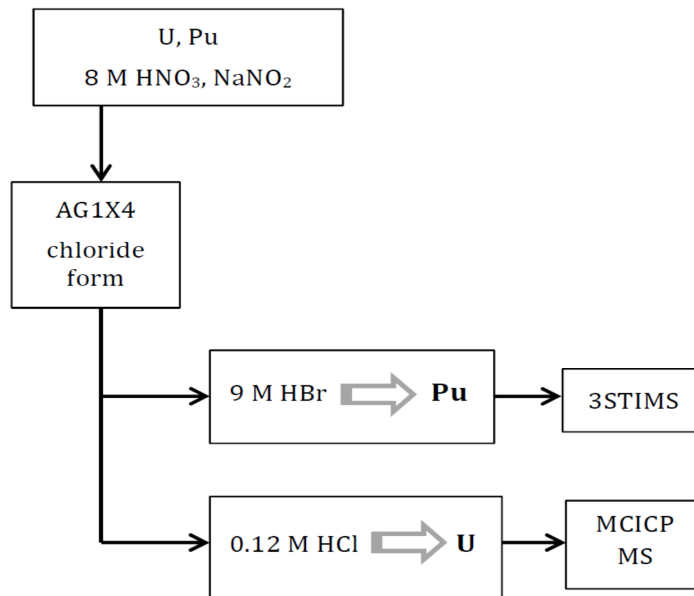 U, Pu
8 M HNO₃, NaNO₂
AG1X4
chloride
form
9 M HBr Pu
3STIMS
0.12 M HCl U
MCICP
MS